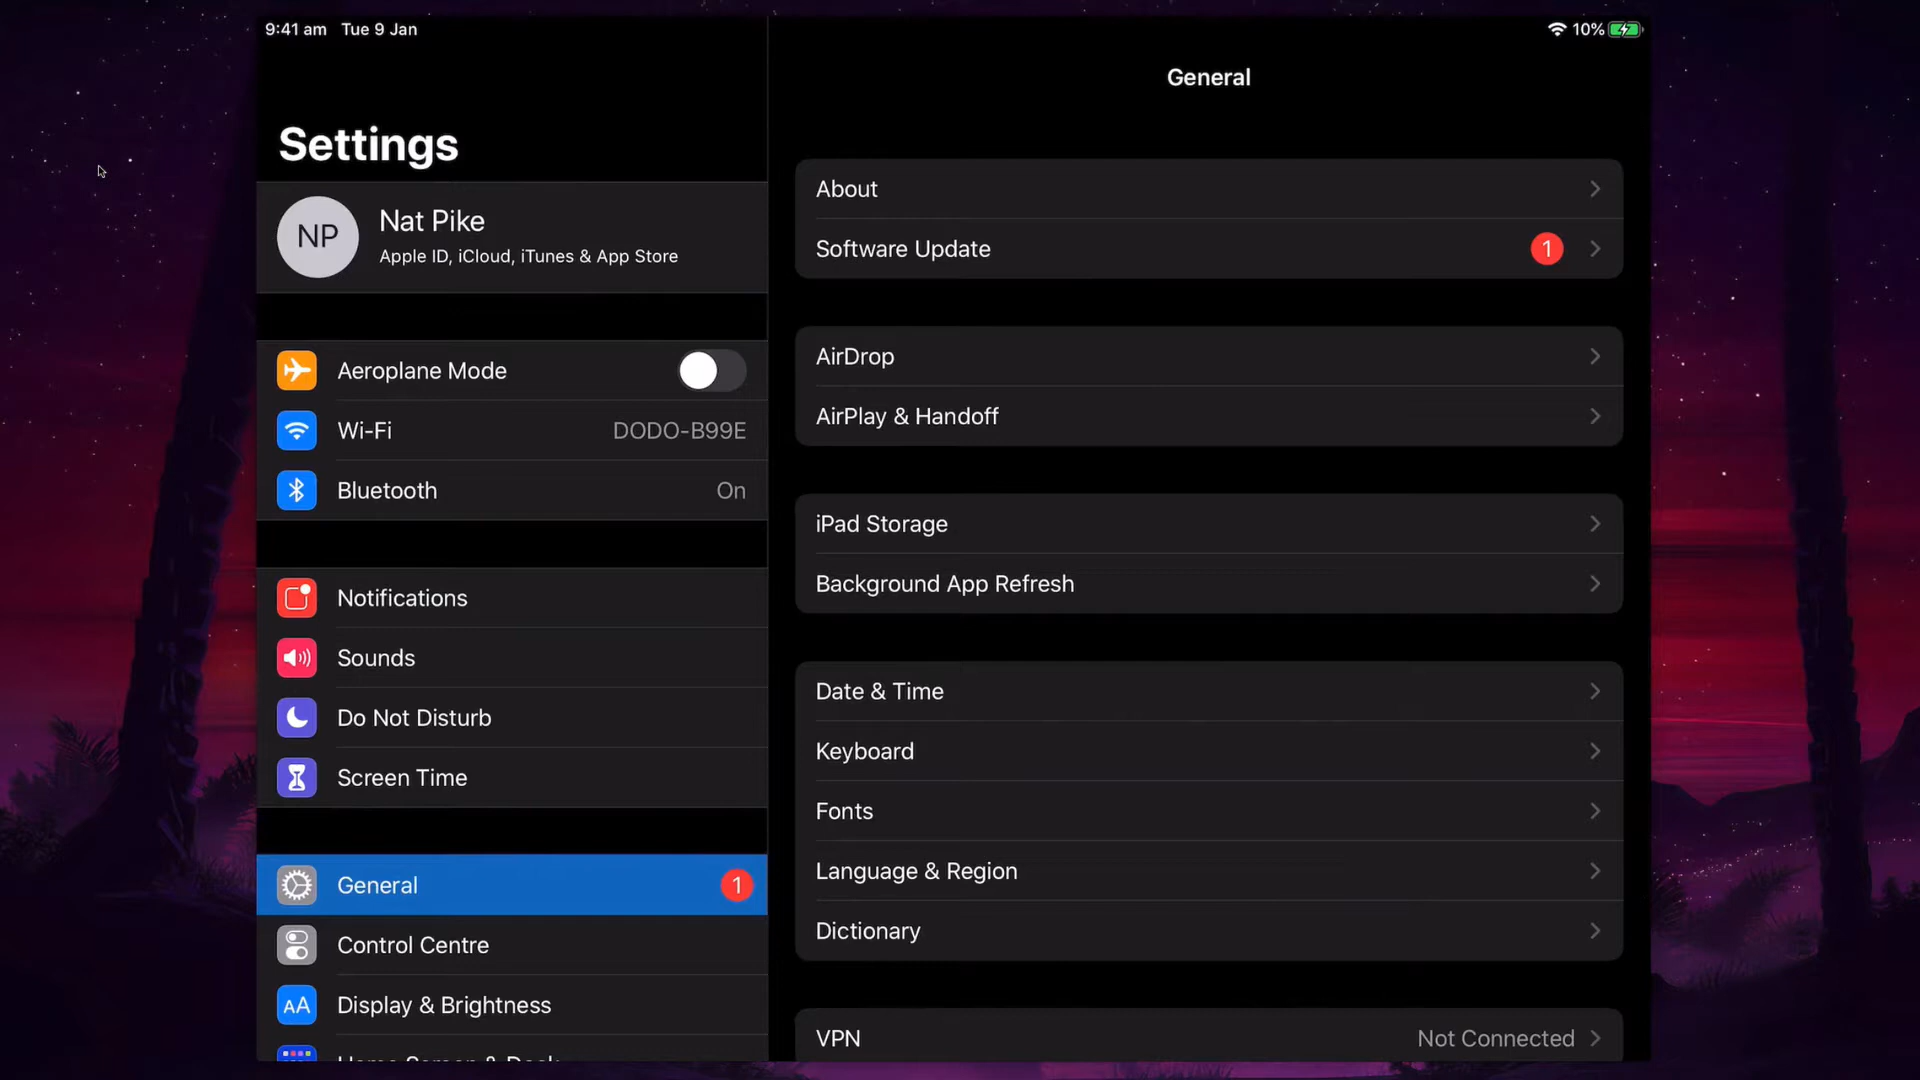 9:41 am Tue 9 Jan
10%
Settings
NP
Nat Pike
Apple ID, iCloud, iTunes & App Store
Aeroplane Mode
Wi-Fi DODO-B99E
Bluetooth On
Notifications
Sounds
Do Not Disturb
Screen Time
General 1
Control Centre
AA Display & Brightness
Home Screen & Dock
General
About
Software Update 1
AirDrop
AirPlay & Handoff
iPad Storage
Background App Refresh
Date & Time
Keyboard
Fonts
Language & Region
Dictionary
VPN Not Connected